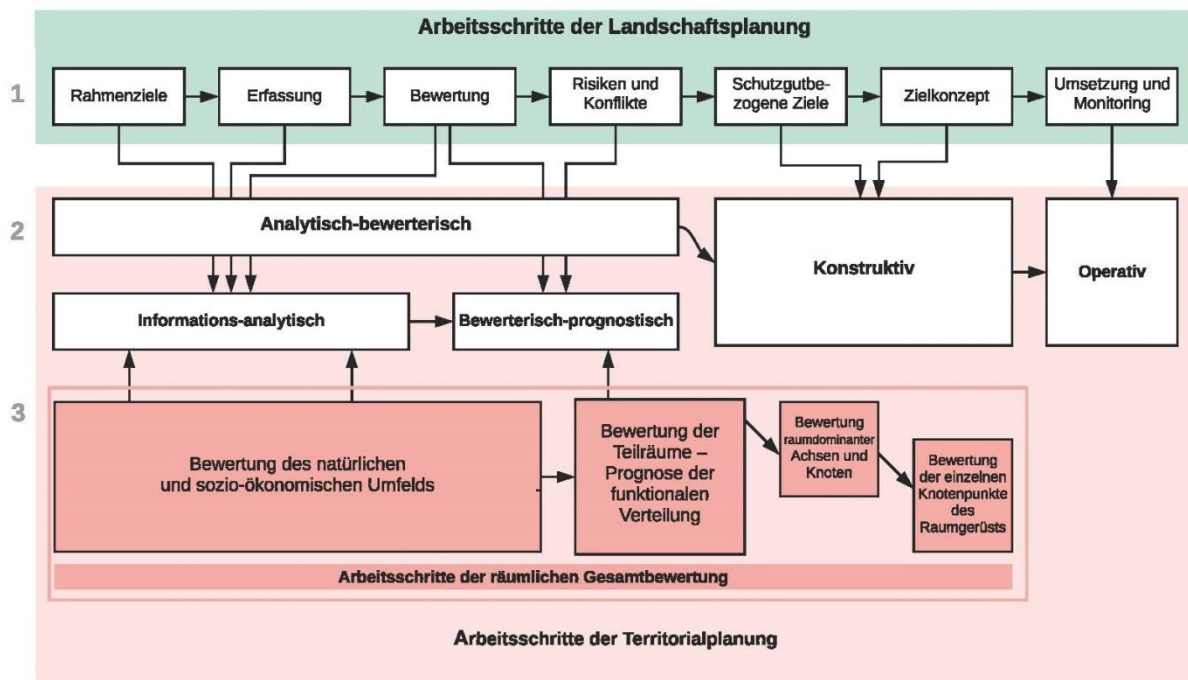 Arbeitsschritte der Landschaftsplanung
1
Rahmenziele
Erfassung
Bewertung
Risiken und
Konflikte
Schutzgutbe-
zogene Ziele
Zielkonzept
Umsetzung und
Monitoring
2
Analytisch-bewerterisch
Konstruktiv
Operativ
Informations-analytisch
Bewerterisch-prognostisch
3
Bewertung des natürlichen
und sozio-ökonomischen Umfelds
Bewertung der
Teilräume –
Prognose der
funktionalen
Verteilung
Bewertung
raumdominanter
Achsen und
Knoten
Bewertung
der einzelnen
Knotenpunkte
des
Raumgerüsts
Arbeitsschritte der räumlichen Gesamtbewertung
Arbeitsschritte der Territorialplanung